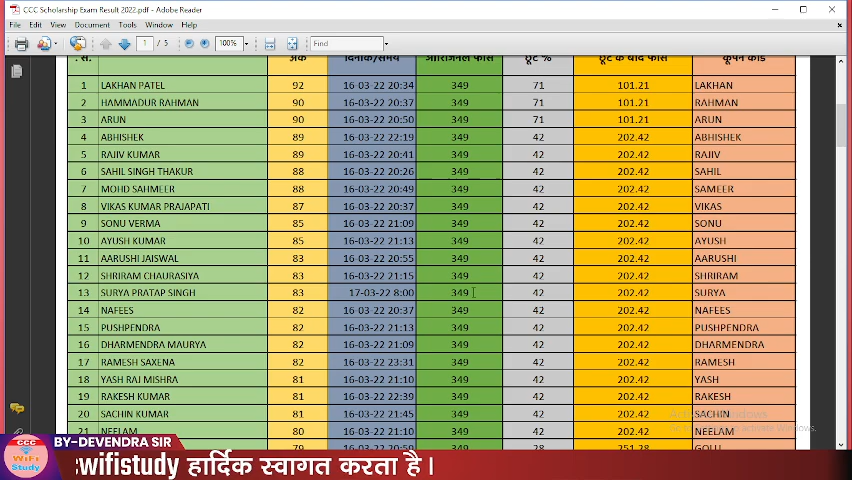 CCC Scholarship Exam Result 2022.pdf - Adobe Reader
File Edit View Document Tools Window Help
1 / 5 100% Find
. स. अंक दिनांक/समय ओरिजिनल फीस छूट % छूट के बाद फीस कूपन कोड
1 LAKHAN PATEL 92 16-03-22 20:34 349 71 101.21 LAKHAN
2 HAMMADUR RAHMAN 90 16-03-22 20:37 349 71 101.21 RAHMAN
3 ARUN 90 16-03-22 20:50 349 71 101.21 ARUN
4 ABHISHEK 89 16-03-22 22:19 349 42 202.42 ABHISHEK
5 RAJIV KUMAR 89 16-03-22 20:41 349 42 202.42 RAJIV
6 SAHIL SINGH THAKUR 88 16-03-22 20:26 349 42 202.42 SAHIL
7 MOHD SAHMEER 88 16-03-22 20:49 349 42 202.42 SAMEER
8 VIKAS KUMAR PRAJAPATI 87 16-03-22 20:37 349 42 202.42 VIKAS
9 SONU VERMA 85 16-03-22 21:09 349 42 202.42 SONU
10 AYUSH KUMAR 85 16-03-22 21:13 349 42 202.42 AYUSH
11 AARUSHI JAISWAL 83 16-03-22 20:55 349 42 202.42 AARUSHI
12 SHRIRAM CHAURASIYA 83 16-03-22 21:15 349 42 202.42 SHRIRAM
13 SURYA PRATAP SINGH 83 17-03-22 8:00 349 42 202.42 SURYA
14 NAFEES 82 16-03-22 20:37 349 42 202.42 NAFEES
15 PUSHPENDRA 82 16-03-22 21:13 349 42 202.42 PUSHPENDRA
16 DHARMENDRA MAURYA 82 16-03-22 21:09 349 42 202.42 DHARMENDRA
17 RAMESH SAXENA 82 16-03-22 23:31 349 42 202.42 RAMESH
18 YASH RAJ MISHRA 81 16-03-22 21:10 349 42 202.42 YASH
19 RAKESH KUMAR 81 16-03-22 22:39 349 42 202.42 RAKESH
20 SACHIN KUMAR 81 16-03-22 21:45 349 42 202.42 SACHIN
21 NEELAM 80 16-03-22 21:10 349 42 202.42 NEELAM
79 16-03-22 20:50 349 28 251.28 GOLU
BY-DEVENDRA SIR
CCC WiFi Study
wifistudy हार्दिक स्वागत करता है।